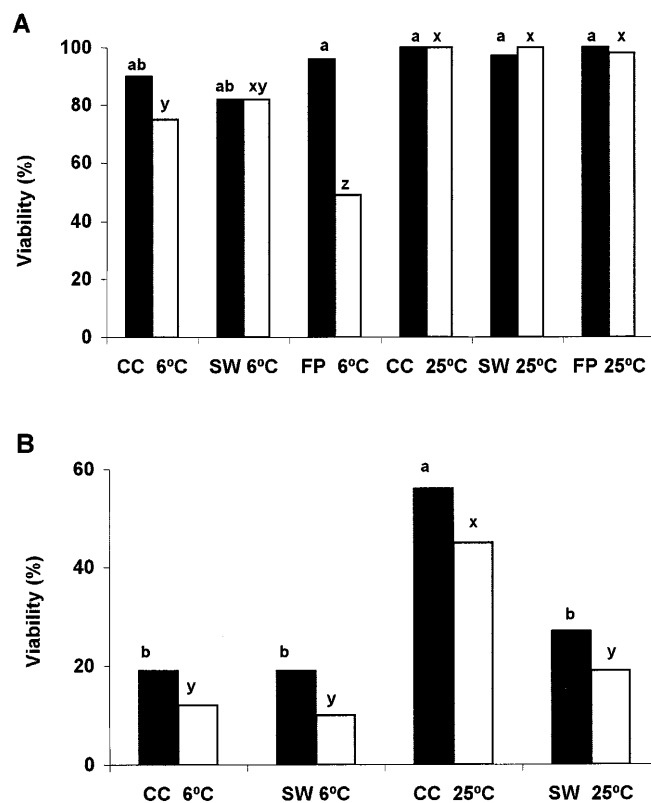 A
Viability (%)
100
80
60
40
20
0
ab
y
ab
xy
a
z
a
x
a
x
a
x
CC 6ºC
SW 6ºC
FP 6ºC
CC 25ºC
SW 25ºC
FP 25ºC
B
Viability (%)
60
40
20
0
b
y
b
y
a
x
b
y
CC 6ºC
SW 6ºC
CC 25ºC
SW 25ºC